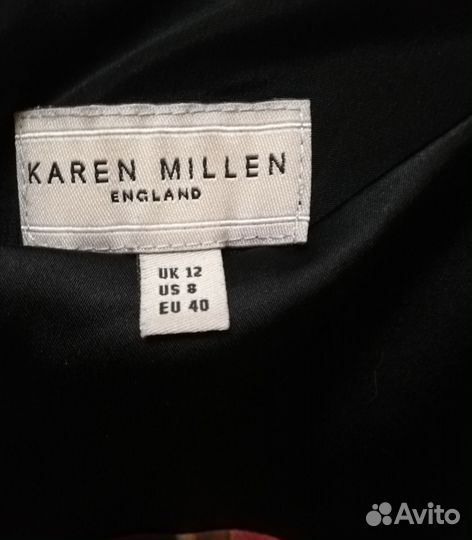 KAREN MILLEN
ENGLAND
UK 12
US 8
EU 40
Avito